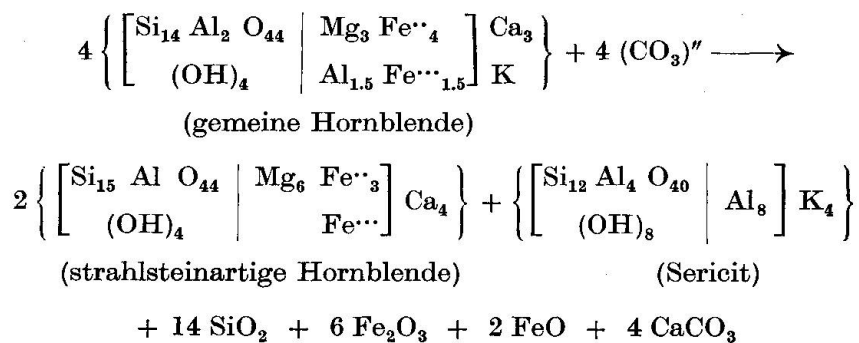 4 { [ Si₁₄ Al₂ O₄₄ | Mg₃ Fe··₄ ] Ca₃ } + 4 (CO₃)″ ⟶
(OH)₄ | Al₁.₅ Fe···₁.₅ K
(gemeine Hornblende)
2 { [ Si₁₅ Al O₄₄ | Mg₆ Fe··₃ ] Ca₄ } + { [ Si₁₂ Al₄ O₄₀ | Al₈ ] K₄ }
(OH)₄ | Fe··· (OH)₈
(strahlsteinartige Hornblende) (Sericit)
+ 14 SiO₂ + 6 Fe₂O₃ + 2 FeO + 4 CaCO₃